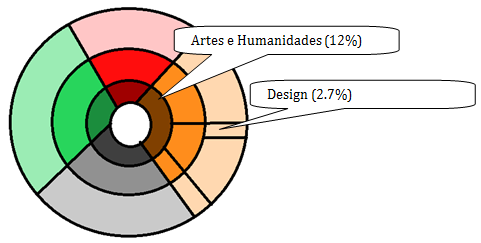 Artes e Humanidades (12%)
Design (2.7%)